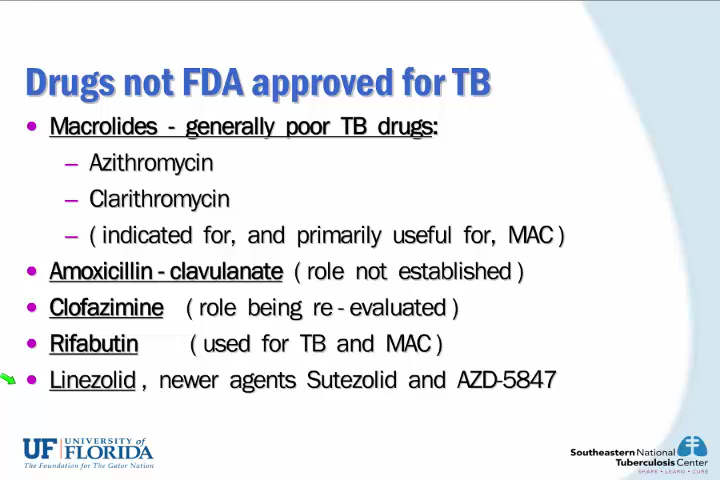 Drugs not FDA approved for TB
• Macrolides - generally poor TB drugs:
– Azithromycin
– Clarithromycin
– ( indicated for, and primarily useful for, MAC )
• Amoxicillin - clavulanate ( role not established )
• Clofazimine ( role being re - evaluated )
• Rifabutin ( used for TB and MAC )
• Linezolid , newer agents Sutezolid and AZD-5847
UF UNIVERSITY of FLORIDA
The Foundation for The Gator Nation
Southeastern National
Tuberculosis Center
SHARE • LEARN • CURE